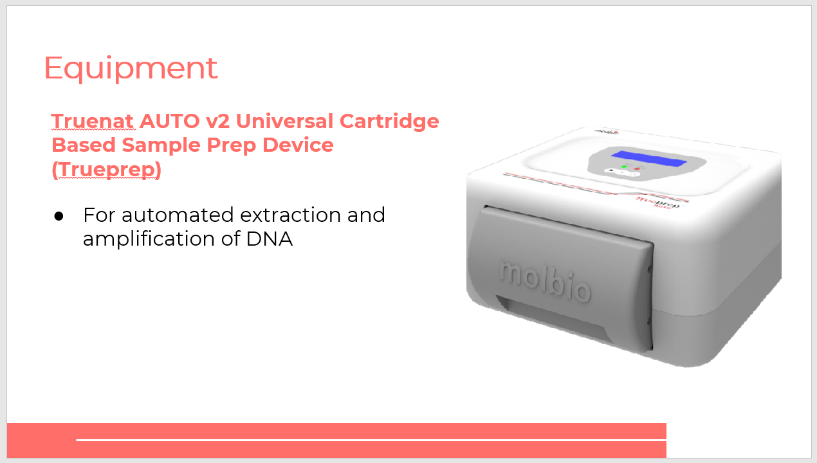 Equipment
Truenat AUTO v2 Universal Cartridge
Based Sample Prep Device
(Trueprep)
● For automated extraction and
amplification of DNA
Trueprep
molbio